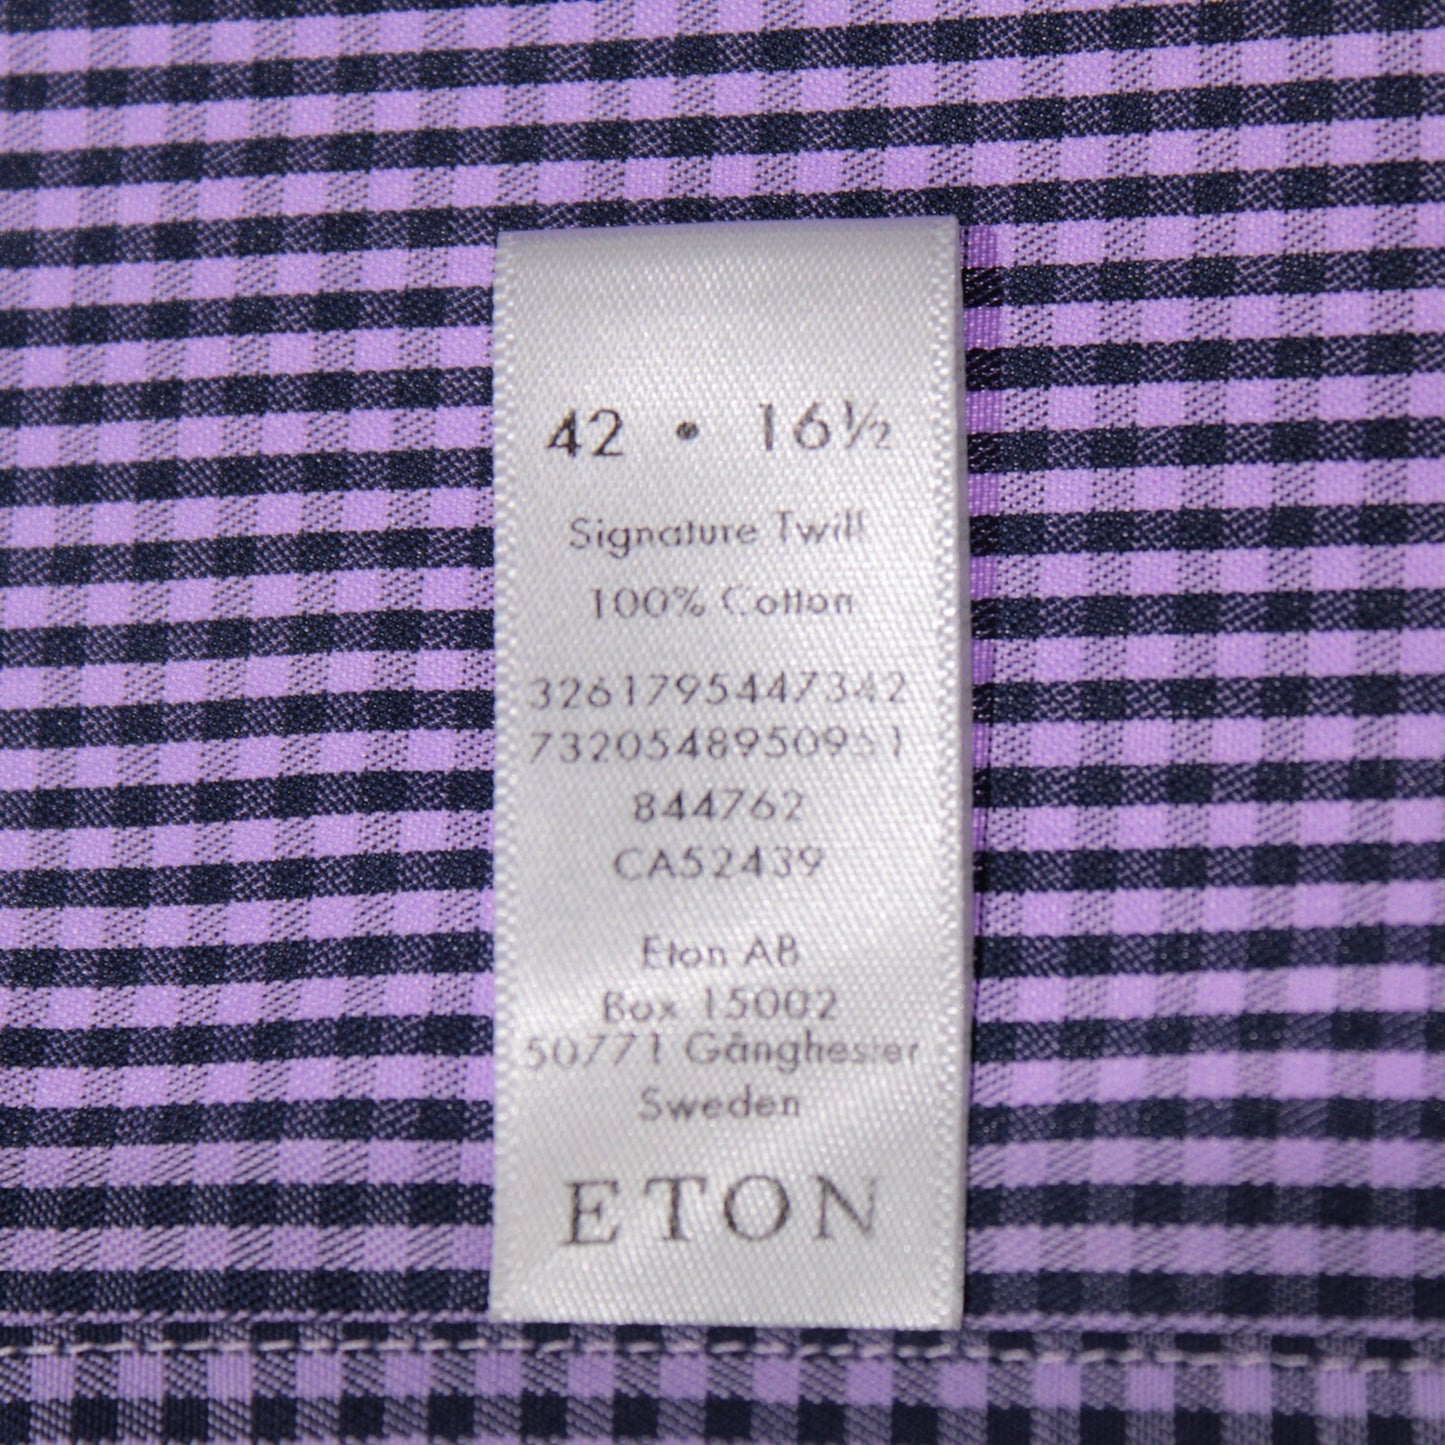 42 • 16½
Signature Twill
100% Cotton
3261795447342
7320548950951
844762
CA52439
Eton AB
Box 15002
50771 Gånghester
Sweden
ETON